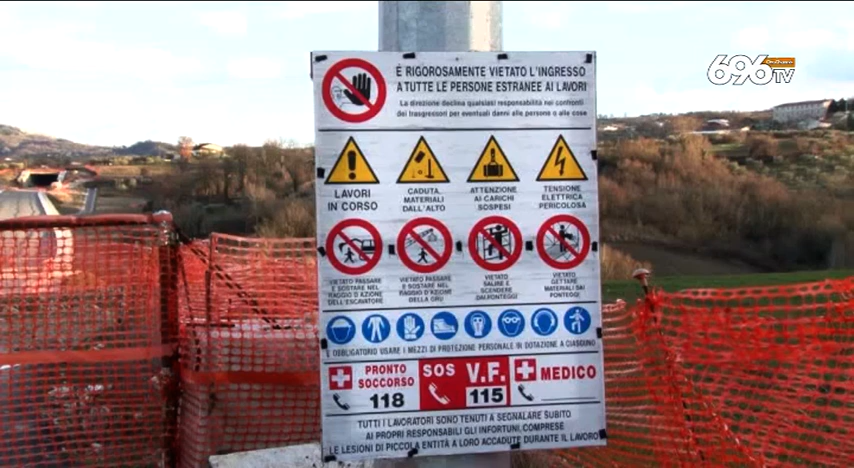 696
TV
È RIGOROSAMENTE VIETATO L'INGRESSO
A TUTTE LE PERSONE ESTRANEE AI LAVORI
La direzione declina qualsiasi responsabilità nei confronti
dei trasgressori per eventuali danni alle persone o alle cose
LAVORI
IN CORSO
CADUTA
MATERIALI
DALL'ALTO
ATTENZIONE
AI CARICHI
SOSPESI
TENSIONE
ELETTRICA
PERICOLOSA
VIETATO PASSARE
E SOSTARE NEL
RAGGIO D'AZIONE
DELL'ESCAVATORE
VIETATO PASSARE
E SOSTARE NEL
RAGGIO D'AZIONE
DELLA GRU
VIETATO
SALIRE E
SCENDERE
DAI PONTEGGI
VIETATO
GETTARE
MATERIALI DAI
PONTEGGI
È OBBLIGATORIO USARE I MEZZI DI PROTEZIONE PERSONALE IN DOTAZIONE A CIASCUNO
PRONTO
SOCCORSO
118
SOS
V.F.
115
MEDICO
TUTTI I LAVORATORI SONO TENUTI A SEGNALARE SUBITO
AI PROPRI RESPONSABILI GLI INFORTUNI, COMPRESE
LE LESIONI DI PICCOLA ENTITÀ A LORO ACCADUTE DURANTE IL LAVORO